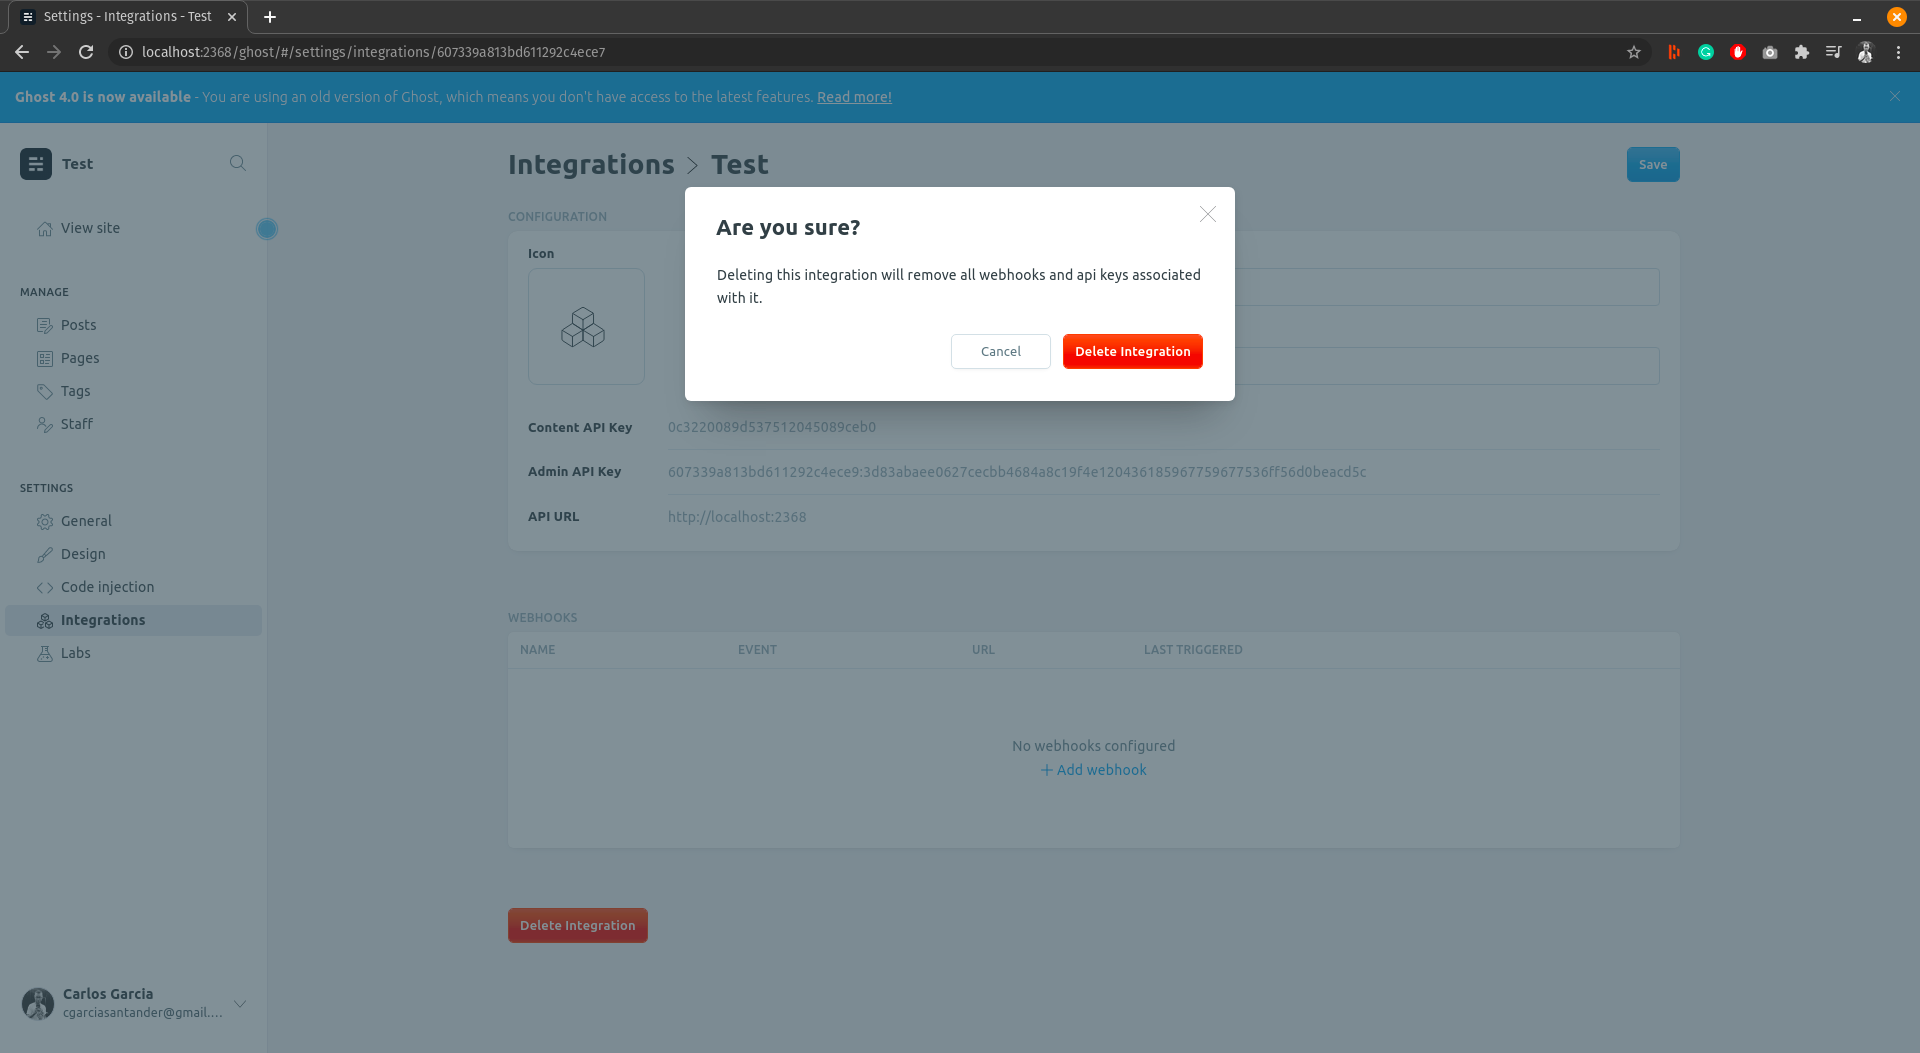 Settings - Integrations - Test
localhost:2368/ghost/#/settings/integrations/607339a813bd611292c4ece7
Ghost 4.0 is now available - You are using an old version of Ghost, which means you don't have access to the latest features. Read more!
Test
View site
MANAGE
Posts
Pages
Tags
Staff
SETTINGS
General
Design
Code injection
Integrations
Labs
Carlos Garcia
cgarciasantander@gmail....
Integrations > Test
Save
CONFIGURATION
Icon
Are you sure?
Deleting this integration will remove all webhooks and api keys associated
with it.
Cancel
Delete Integration
Content API Key 0c3220089d537512045089ceb0
Admin API Key 607339a813bd611292c4ece9:3d83abaee0627cecbb4684a8c19f4e120436185967759677536ff56d0beacd5c
API URL http://localhost:2368
WEBHOOKS
NAME EVENT URL LAST TRIGGERED
No webhooks configured
+ Add webhook
Delete Integration